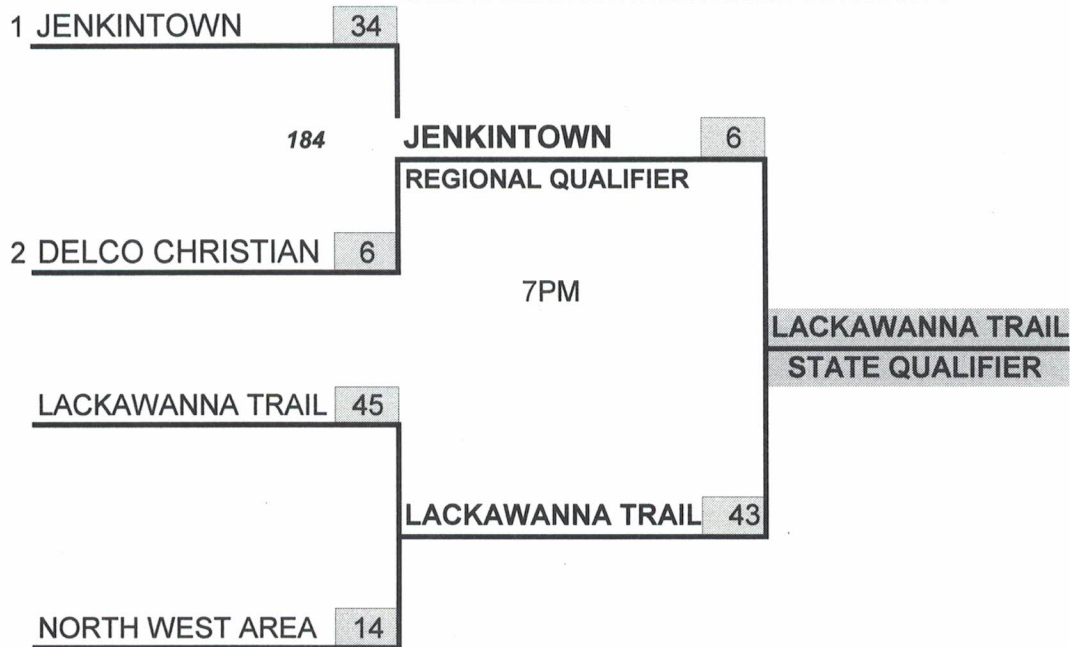 1 JENKINTOWN 34
184 JENKINTOWN 6
REGIONAL QUALIFIER
2 DELCO CHRISTIAN 6
7PM
LACKAWANNA TRAIL
STATE QUALIFIER
LACKAWANNA TRAIL 45
LACKAWANNA TRAIL 43
NORTH WEST AREA 14